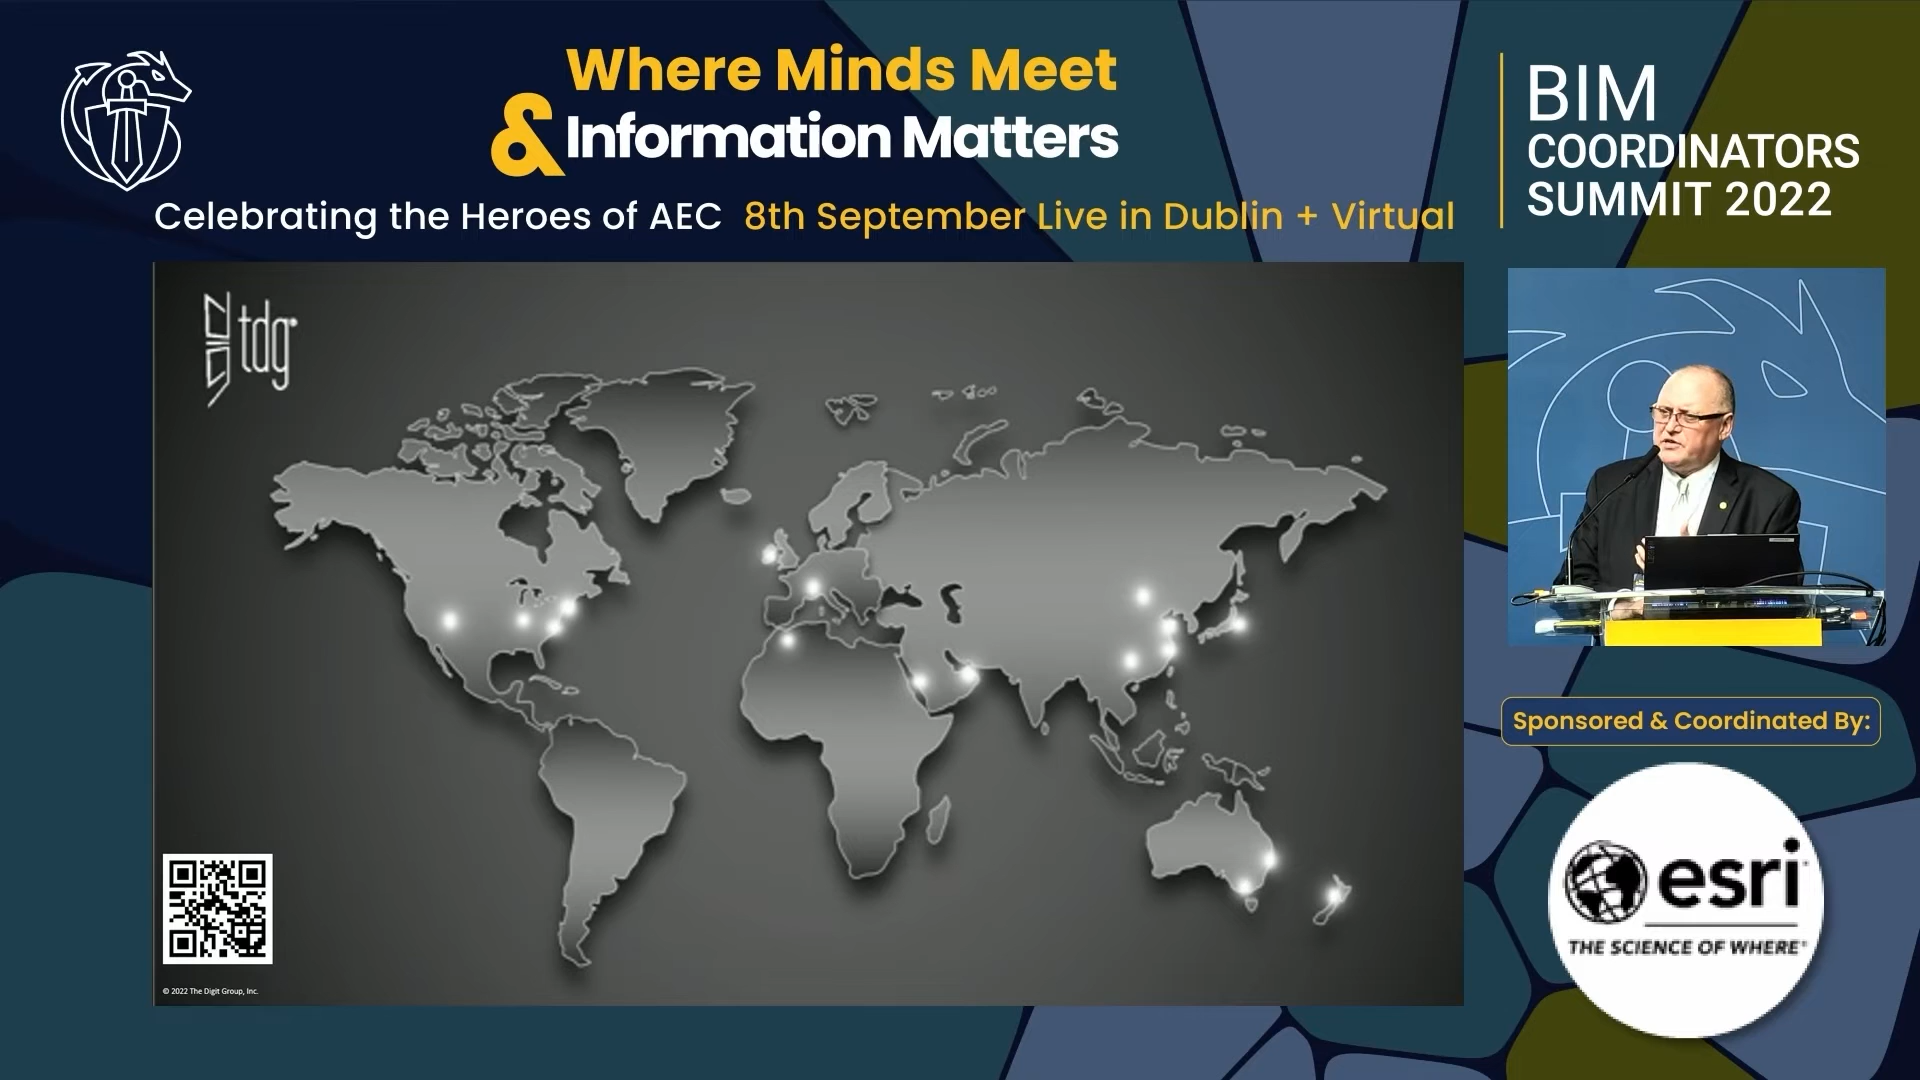 Where Minds Meet
& Information Matters
Celebrating the Heroes of AEC 8th September Live in Dublin + Virtual
BIM
COORDINATORS
SUMMIT 2022
tdg
© 2022 The Digit Group, Inc.
Sponsored & Coordinated By:
esri
THE SCIENCE OF WHERE®